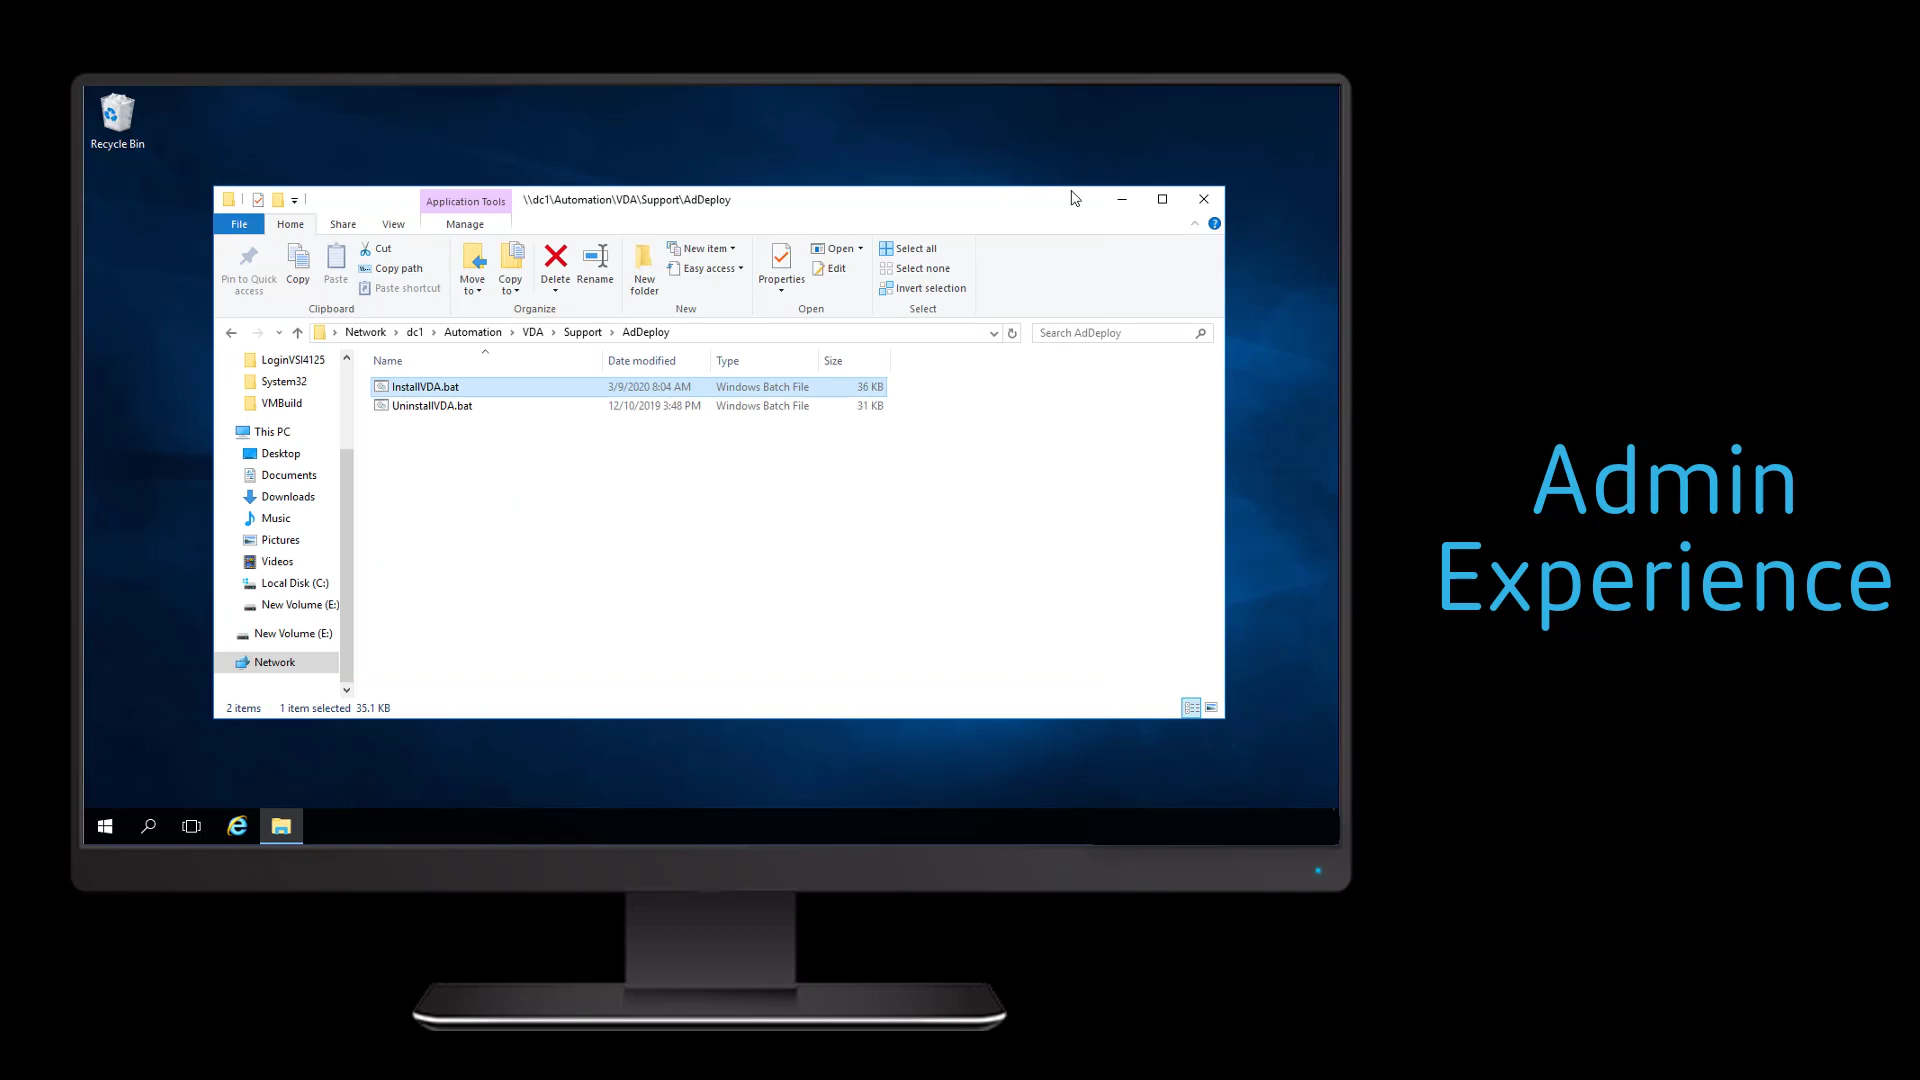 Recycle Bin
Application Tools
\\dc1\Automation\VDA\Support\AdDeploy
File
Home
Share
View
Manage
Pin to Quick access
Copy
Paste
Cut
Copy path
Paste shortcut
Clipboard
Move to
Copy to
Delete
Rename
Organize
New folder
New item
Easy access
New
Properties
Open
Edit
Open
Select all
Select none
Invert selection
Select
Network > dc1 > Automation > VDA > Support > AdDeploy
Search AdDeploy
LoginVSI4125
System32
VMBuild
This PC
Desktop
Documents
Downloads
Music
Pictures
Videos
Local Disk (C:)
New Volume (E:)
New Volume (E:)
Network
Name Date modified Type Size
InstallVDA.bat 3/9/2020 8:04 AM Windows Batch File 36 KB
UninstallVDA.bat 12/10/2019 3:48 PM Windows Batch File 31 KB
2 items 1 item selected 35.1 KB
Admin
Experience